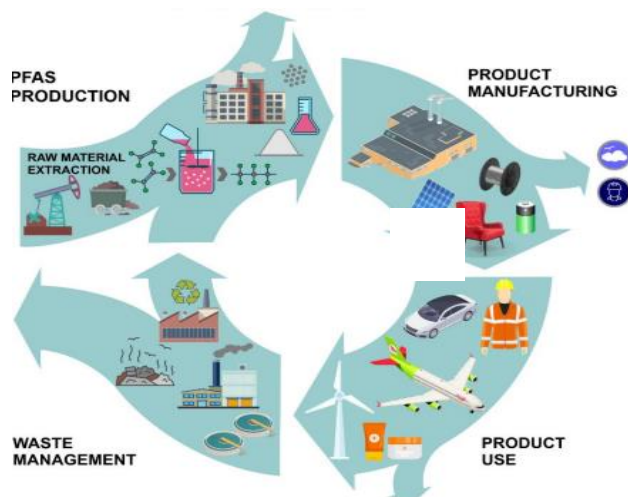 PFAS
PRODUCTION
RAW MATERIAL
EXTRACTION
PRODUCT
MANUFACTURING
WASTE
MANAGEMENT
PRODUCT
USE